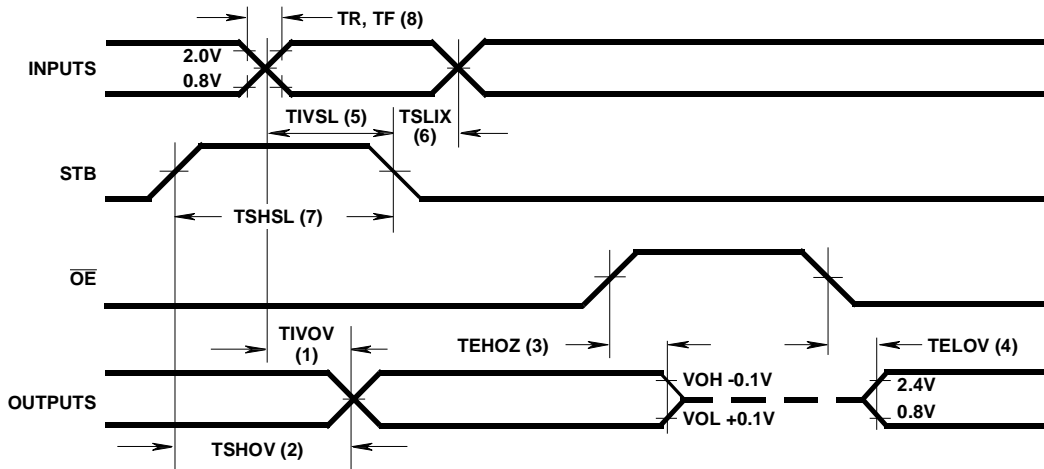 TR, TF (8)
INPUTS
2.0V
0.8V
TIVSL (5)
TSLIX
(6)
STB
TSHSL (7)
OE
TIVOV
(1)
TEHOZ (3)
TELOV (4)
OUTPUTS
VOH -0.1V
VOL +0.1V
2.4V
0.8V
TSHOV (2)